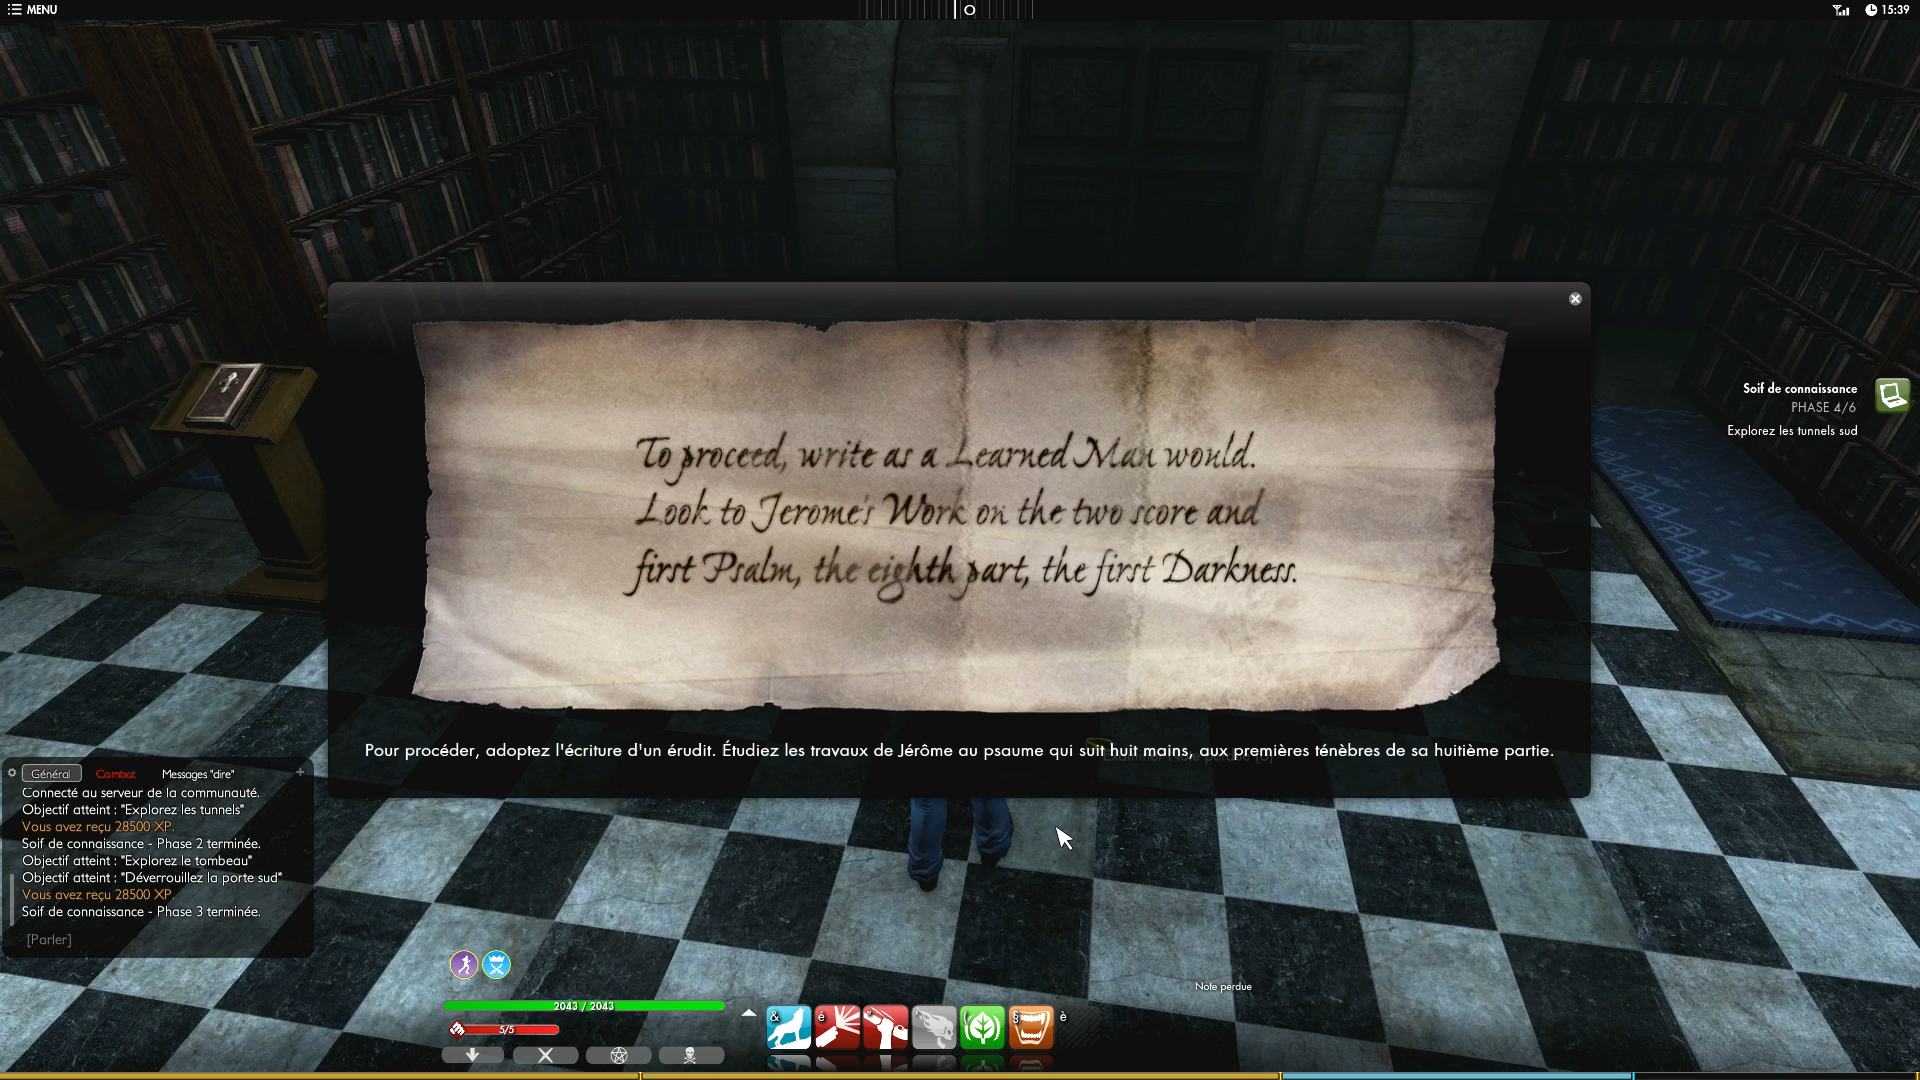 MENU
15:39
Soif de connaissance
PHASE 4/6
Explorez les tunnels sud
To proceed, write as a Learned Man would.
Look to Jerome's Work on the two score and
first Psalm, the eighth part, the first Darkness.
Pour procéder, adoptez l'écriture d'un érudit. Étudiez les travaux de Jérôme au psaume qui suit huit mains, aux premières ténèbres de sa huitième partie.
Général Combat Messages "dire"
Connecté au serveur de la communauté.
Objectif atteint : "Explorez les tunnels"
Vous avez reçu 28500 XP.
Soif de connaissance - Phase 2 terminée.
Objectif atteint : "Explorez le tombeau"
Objectif atteint : "Déverrouillez la porte sud"
Vous avez reçu 28500 XP.
Soif de connaissance - Phase 3 terminée.
[Parler]
Note perdue
2043 / 2043
5/5
& é " § è